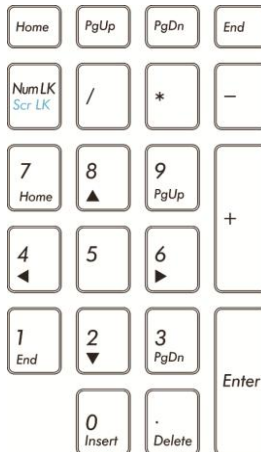 Home PgUp PgDn End
Num LK / * −
Scr LK
7 8 9
Home ▲ PgUp
+
4 5 6
◀ ▶
1 2 3
End ▼ PgDn
Enter
0 .
Insert Delete